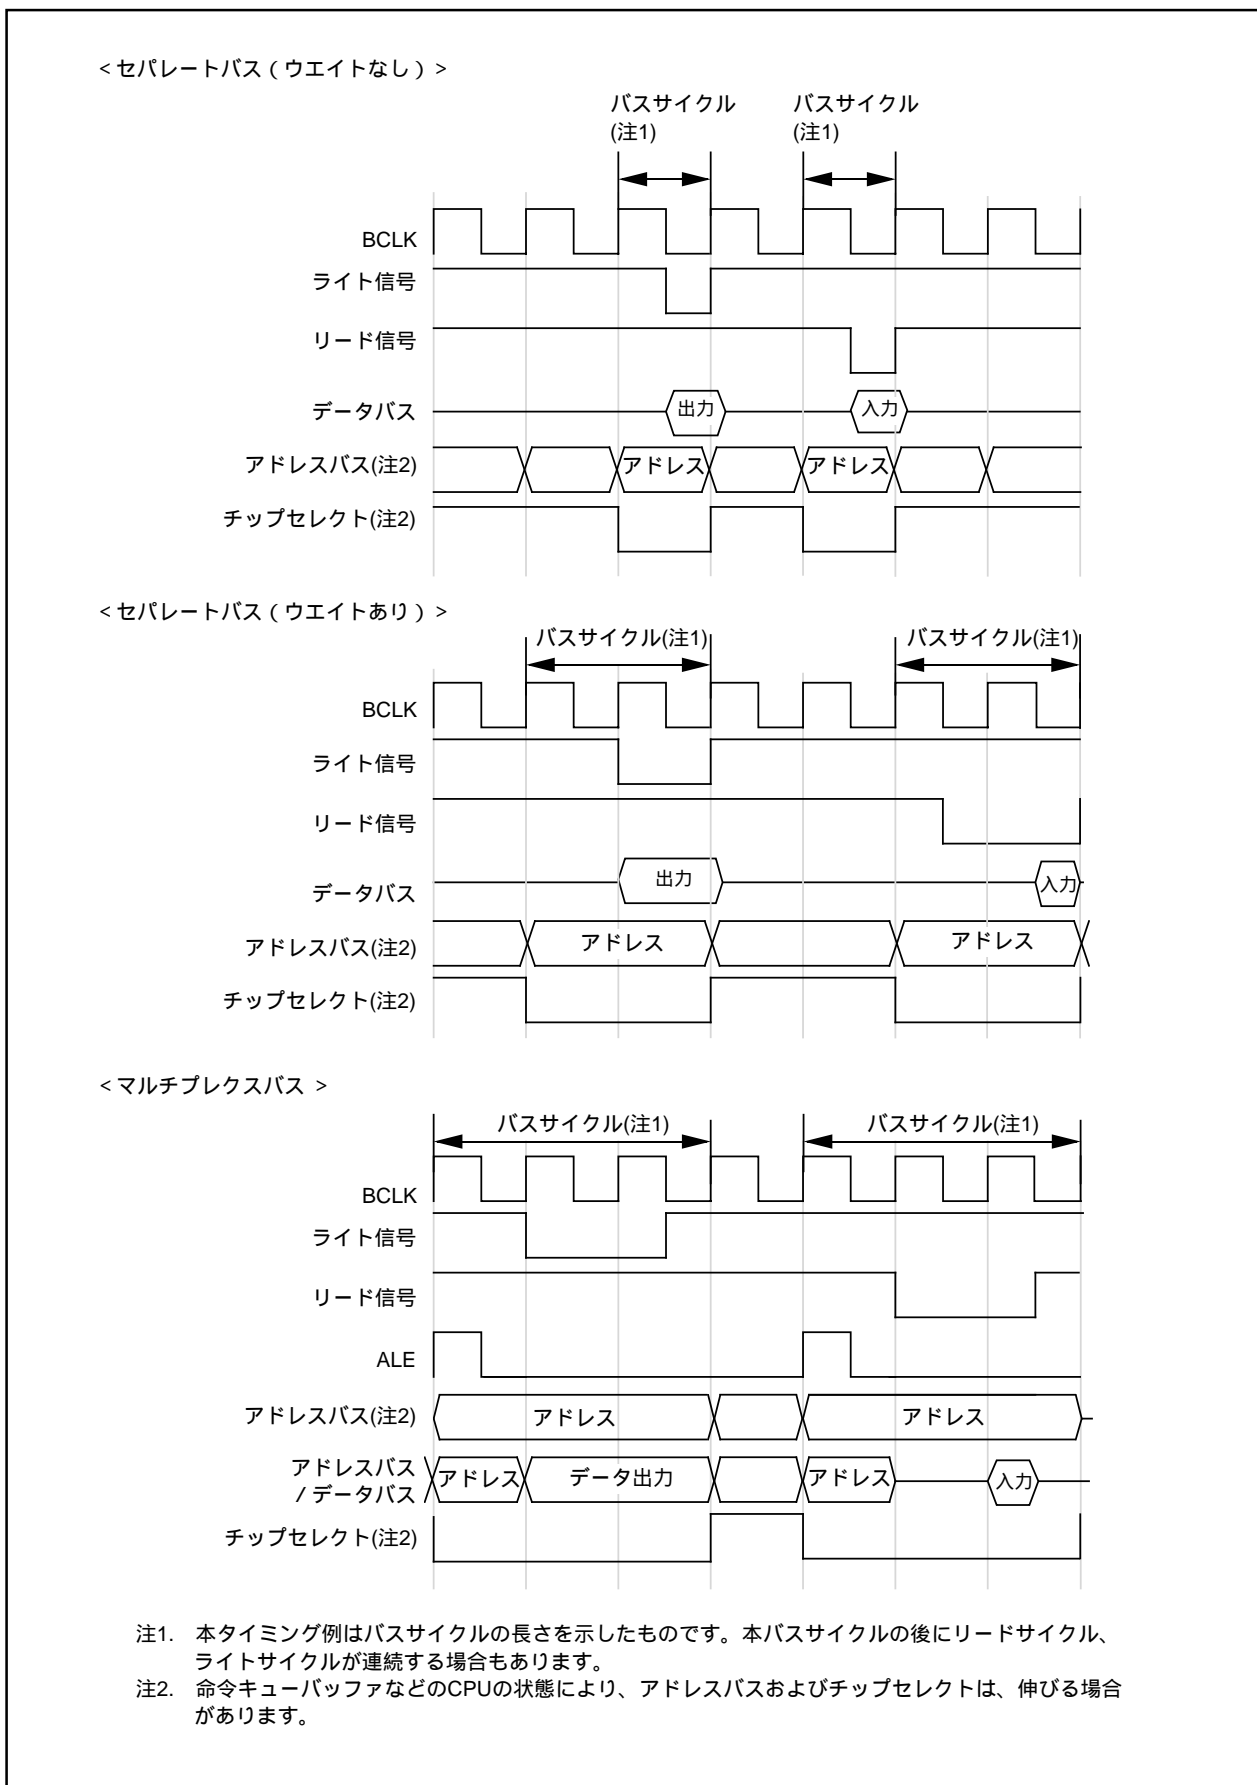 <セパレートバス(ウエイトなし)>
バスサイクル バスサイクル
(注1) (注1)
BCLK
ライト信号
リード信号
データバス 出力 入力
アドレスバス(注2) アドレス アドレス
チップセレクト(注2)
<セパレートバス(ウエイトあり)>
バスサイクル(注1) バスサイクル(注1)
BCLK
ライト信号
リード信号
データバス 出力 入力
アドレスバス(注2) アドレス アドレス
チップセレクト(注2)
<マルチプレクスバス >
バスサイクル(注1) バスサイクル(注1)
BCLK
ライト信号
リード信号
ALE
アドレスバス(注2) アドレス アドレス
アドレスバス
/データバス アドレス データ出力 アドレス 入力
チップセレクト(注2)
注1. 本タイミング例はバスサイクルの長さを示したものです。本バスサイクルの後にリードサイクル、
ライトサイクルが連続する場合もあります。
注2. 命令キューバッファなどのCPUの状態により、アドレスバスおよびチップセレクトは、伸びる場合
があります。